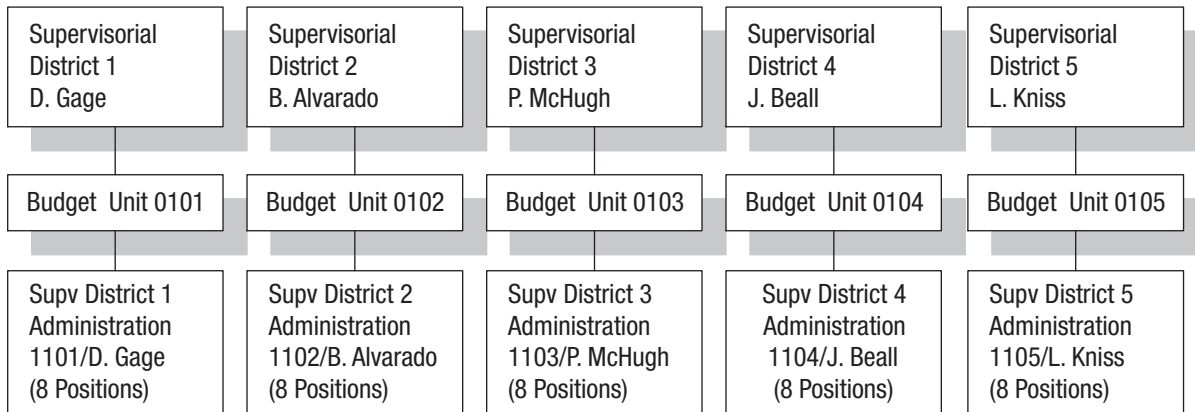 Supervisorial
District 1
D. Gage
Supervisorial
District 2
B. Alvarado
Supervisorial
District 3
P. McHugh
Supervisorial
District 4
J. Beall
Supervisorial
District 5
L. Kniss
Budget Unit 0101
Budget Unit 0102
Budget Unit 0103
Budget Unit 0104
Budget Unit 0105
Supv District 1
Administration
1101/D. Gage
(8 Positions)
Supv District 2
Administration
1102/B. Alvarado
(8 Positions)
Supv District 3
Administration
1103/P. McHugh
(8 Positions)
Supv District 4
Administration
1104/J. Beall
(8 Positions)
Supv District 5
Administration
1105/L. Kniss
(8 Positions)